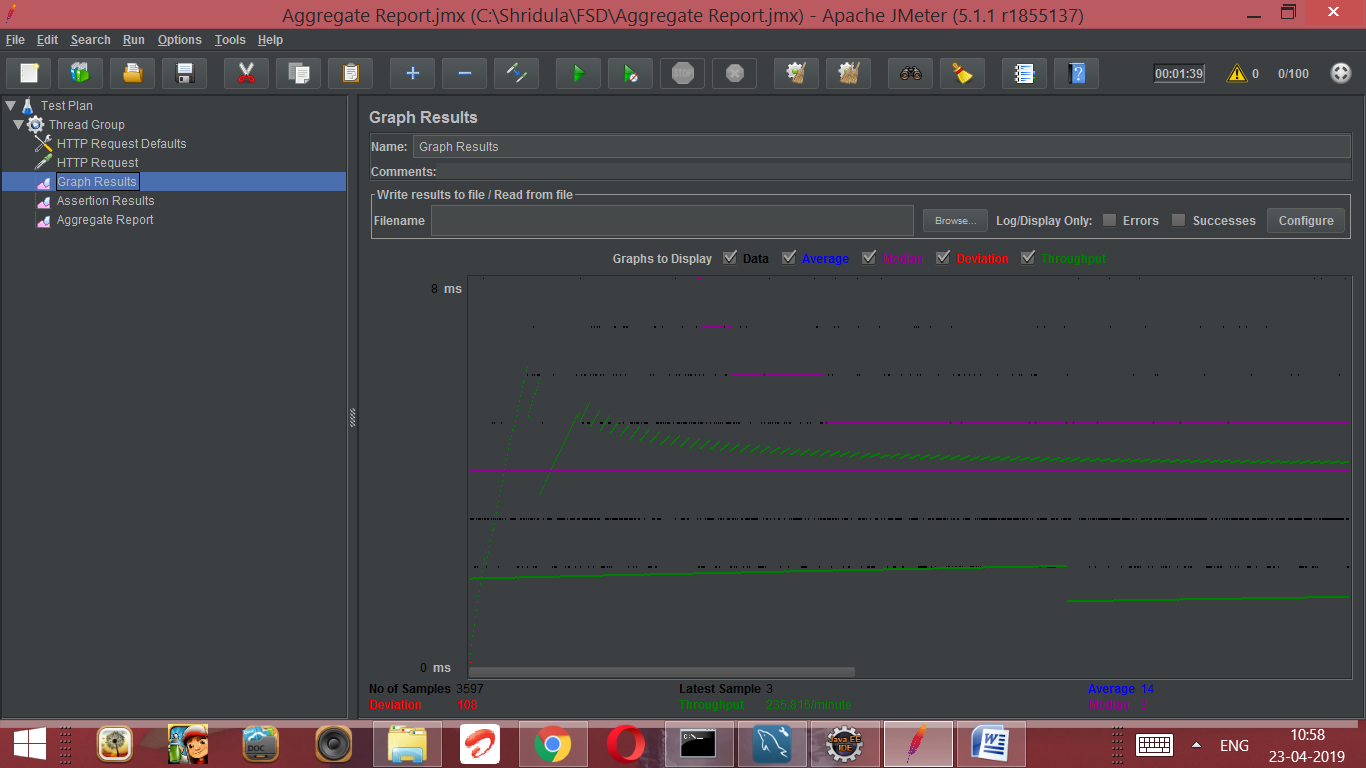 Aggregate Report.jmx (C:\Shridula\FSD\Aggregate Report.jmx) - Apache JMeter (5.1.1 r1855137)
File Edit Search Run Options Tools Help
STOP 00:01:39 0 0/100
Test Plan
Thread Group
HTTP Request Defaults
HTTP Request
Graph Results
Assertion Results
Aggregate Report
Graph Results
Name: Graph Results
Comments:
Write results to file / Read from file
Filename Browse... Log/Display Only: Errors Successes Configure
Graphs to Display Data Average Median Deviation Throughput
8 ms
0 ms
No of Samples 3597 Latest Sample 3 Average 14
Deviation 108 Throughput 235.816/minute Median
DOC Java EE IDE ENG 10:58
23-04-2019